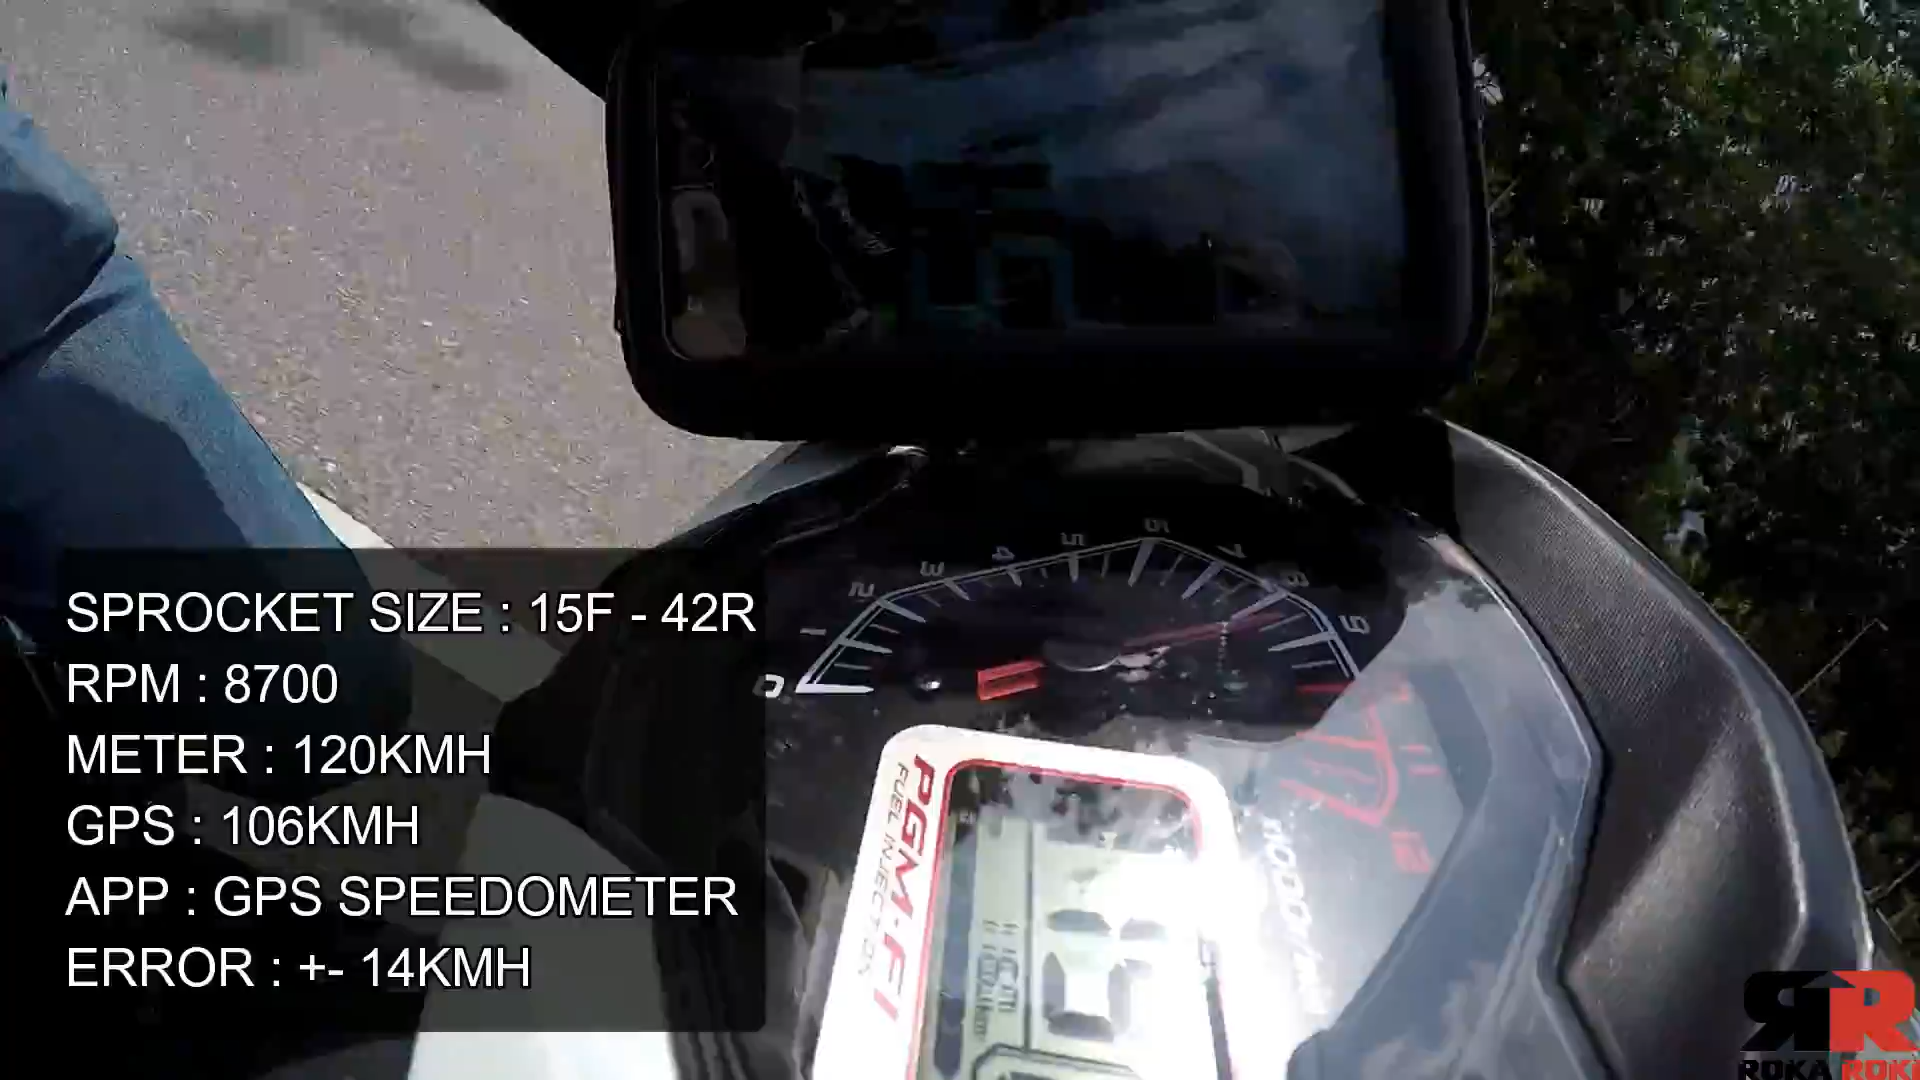 SPROCKET SIZE : 15F - 42R
RPM : 8700
METER : 120KMH
GPS : 106KMH
APP : GPS SPEEDOMETER
ERROR : +- 14KMH
0 1 2 3 4 5 6 7 8 9
PGM-FI
FUEL INJECTION
ROKA ROKI